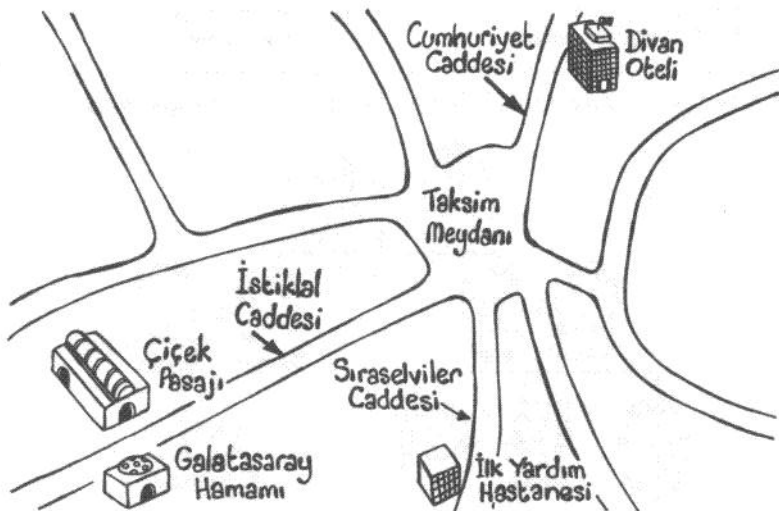 Cumhuriyet
Caddesi
Divan
Oteli
Taksim
Meydanı
İstiklal
Caddesi
Çiçek
Pasajı
Sıraselviler
Caddesi
Galatasaray
Hamamı
İlk Yardım
Hastanesi